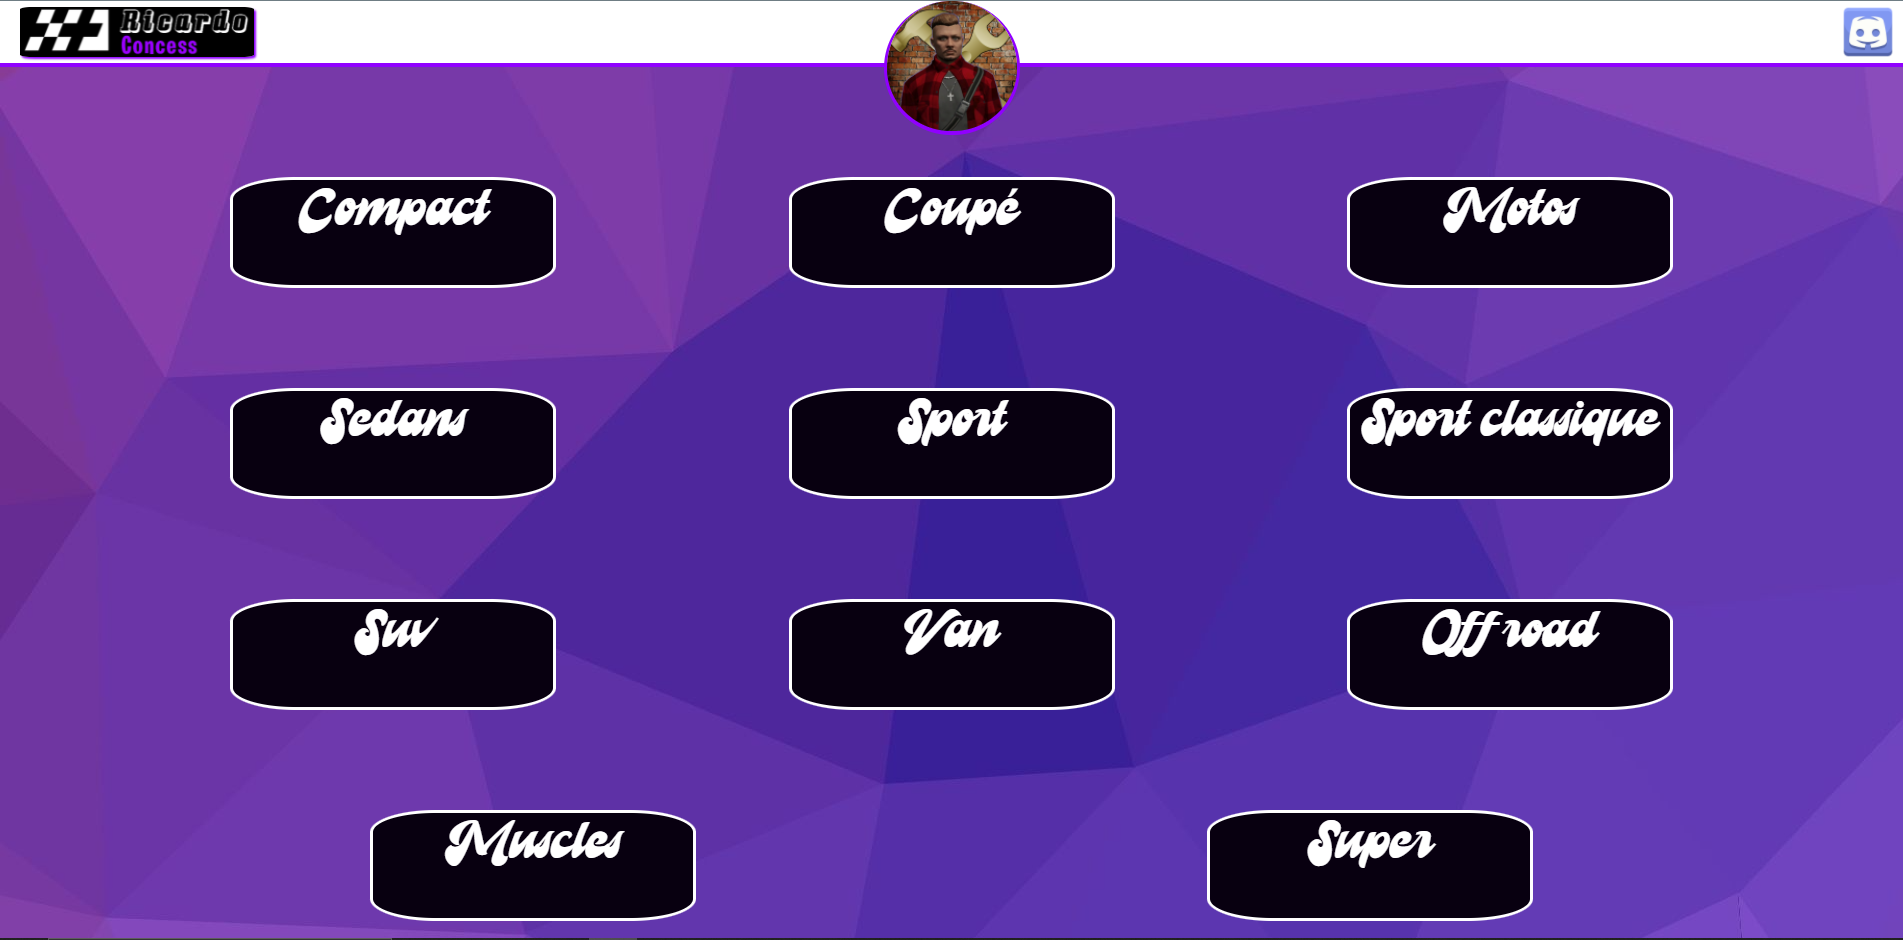 Ricardo
Concess
Compact
Coupé
Motos
Sedans
Sport
Sport classique
Suv
Van
Off road
Muscles
Super